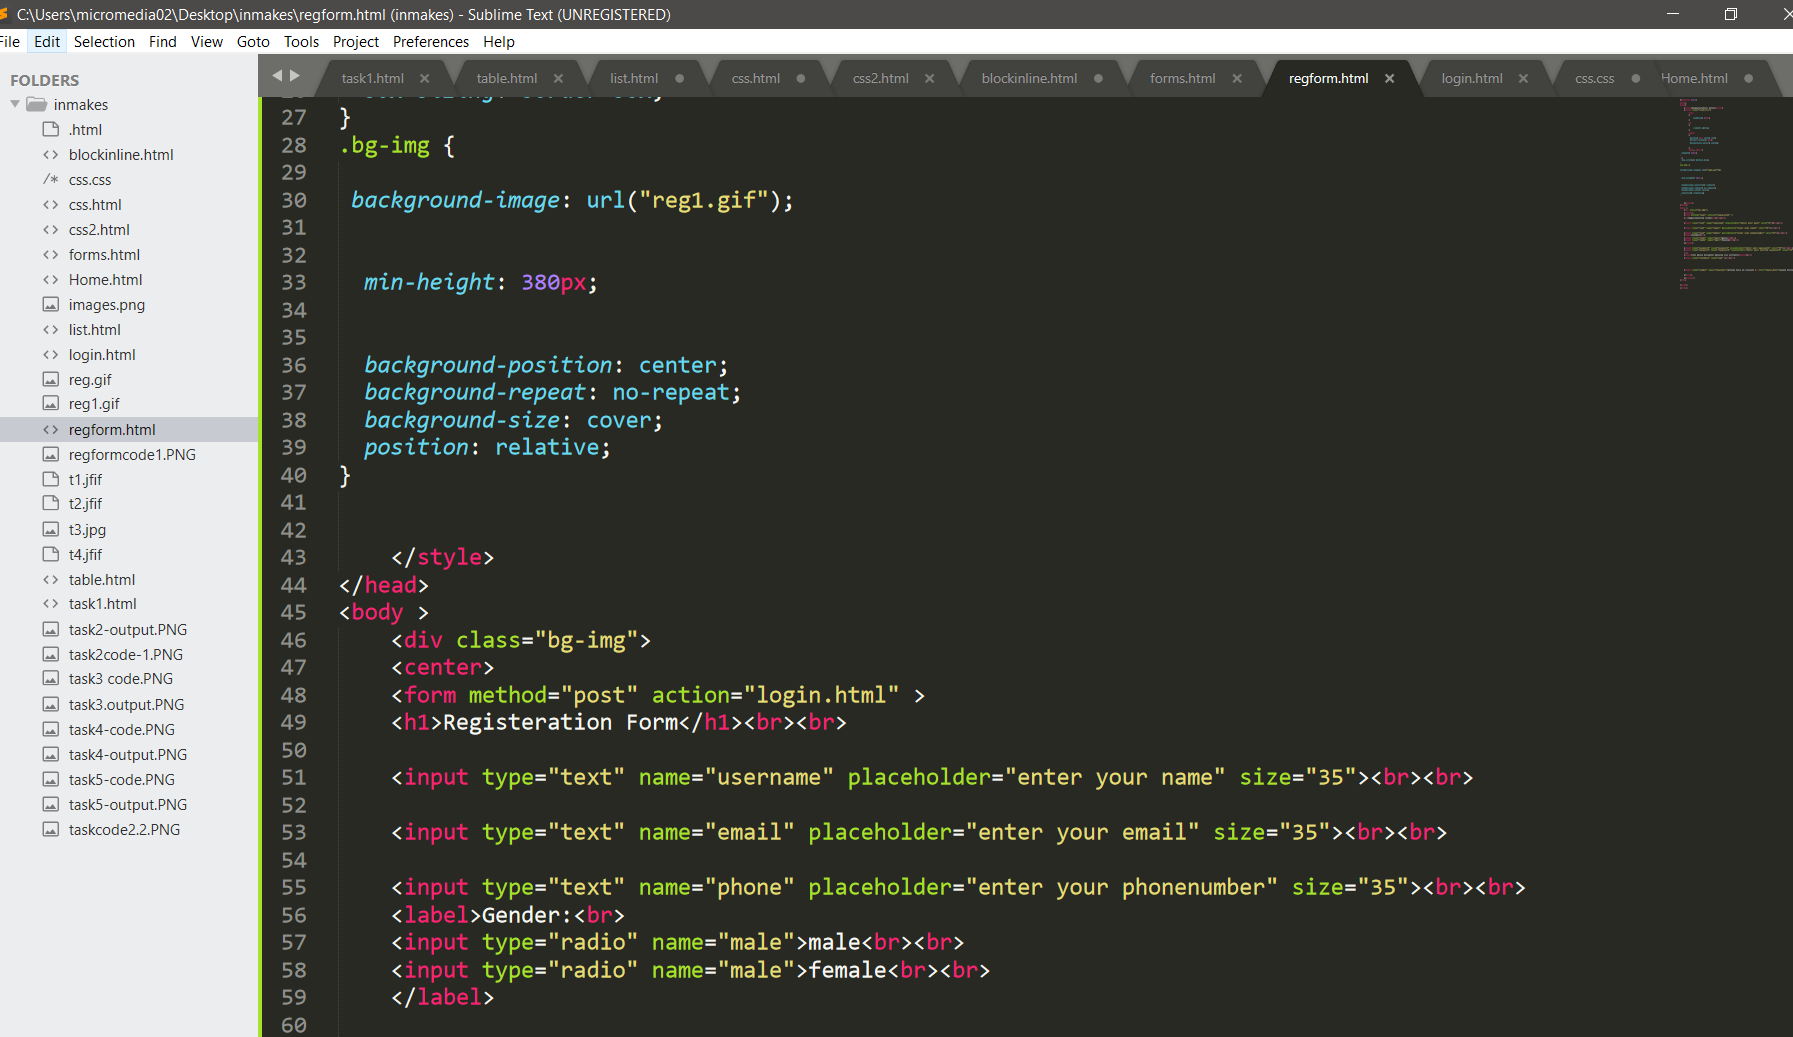 C:\Users\micromedia02\Desktop\inmakes\regform.html (inmakes) - Sublime Text (UNREGISTERED)
File Edit Selection Find View Goto Tools Project Preferences Help
FOLDERS
inmakes
.html
blockinline.html
/* css.css
css.html
css2.html
forms.html
Home.html
images.png
list.html
login.html
reg.gif
reg1.gif
regform.html
regformcode1.PNG
t1.jfif
t2.jfif
t3.jpg
t4.jfif
table.html
task1.html
task2-output.PNG
task2code-1.PNG
task3 code.PNG
task3.output.PNG
task4-code.PNG
task4-output.PNG
task5-code.PNG
task5-output.PNG
taskcode2.2.PNG
task1.html table.html list.html css.html css2.html blockinline.html forms.html regform.html login.html css.css Home.html
27 }
28 .bg-img {
29
30 background-image: url("reg1.gif");
31
32
33 min-height: 380px;
34
35
36 background-position: center;
37 background-repeat: no-repeat;
38 background-size: cover;
39 position: relative;
40 }
41
42
43 </style>
44 </head>
45 <body >
46 <div class="bg-img">
47 <center>
48 <form method="post" action="login.html" >
49 <h1>Registeration Form</h1><br><br>
50
51 <input type="text" name="username" placeholder="enter your name" size="35"><br><br>
52
53 <input type="text" name="email" placeholder="enter your email" size="35"><br><br>
54
55 <input type="text" name="phone" placeholder="enter your phonenumber" size="35"><br><br>
56 <label>Gender:<br>
57 <input type="radio" name="male">male<br><br>
58 <input type="radio" name="male">female<br><br>
59 </label>
60